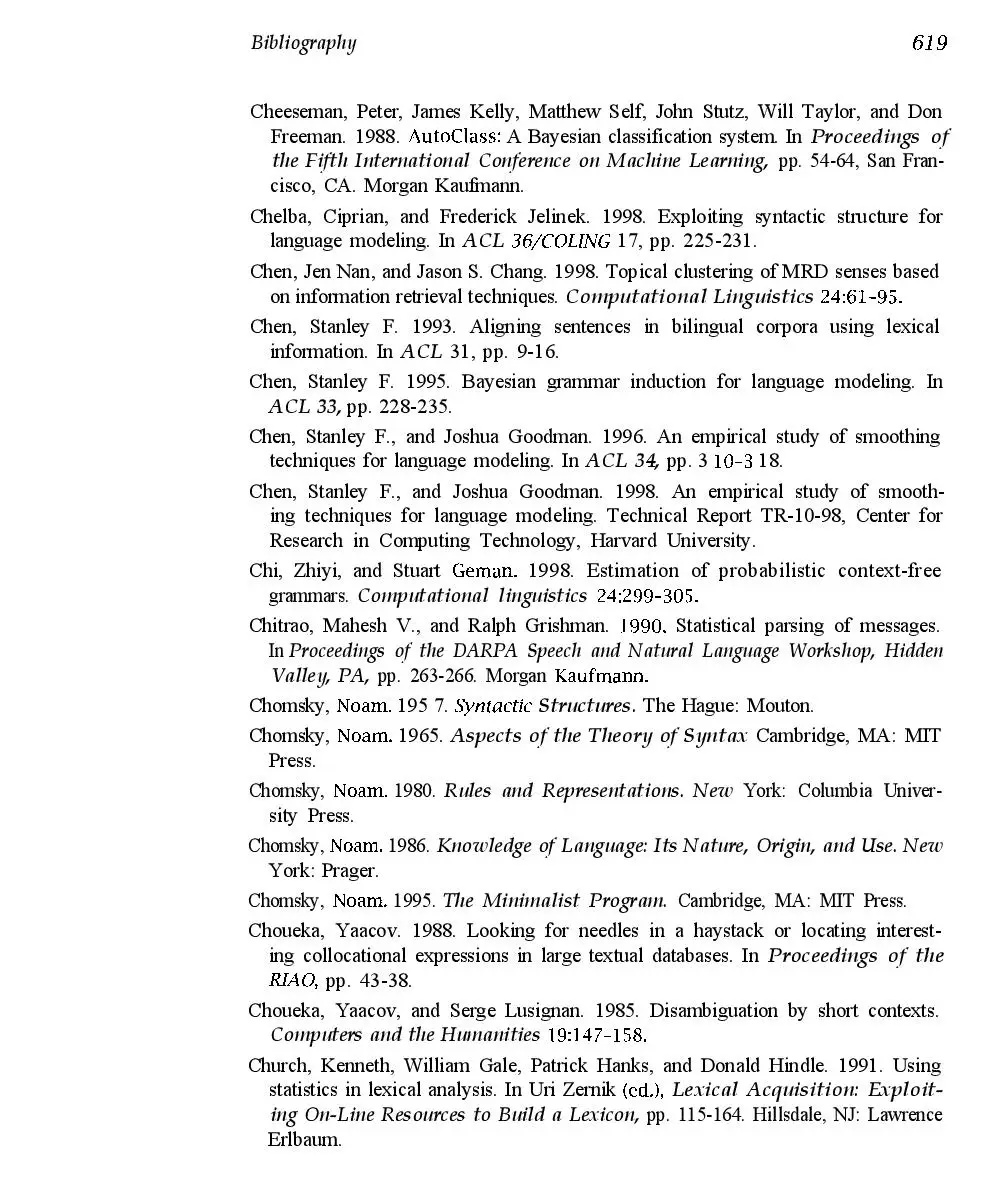 Bibliography 619
Cheeseman, Peter, James Kelly, Matthew Self, John Stutz, Will Taylor, and Don
Freeman. 1988. AutoClass: A Bayesian classification system. In Proceedings of
the Fifth International Conference on Machine Learning, pp. 54-64, San Fran-
cisco, CA. Morgan Kaufmann.
Chelba, Ciprian, and Frederick Jelinek. 1998. Exploiting syntactic structure for
language modeling. In ACL 36/COLING 17, pp. 225-231.
Chen, Jen Nan, and Jason S. Chang. 1998. Topical clustering of MRD senses based
on information retrieval techniques. Computational Linguistics 24:61-95.
Chen, Stanley F. 1993. Aligning sentences in bilingual corpora using lexical
information. In ACL 31, pp. 9-16.
Chen, Stanley F. 1995. Bayesian grammar induction for language modeling. In
ACL 33, pp. 228-235.
Chen, Stanley F., and Joshua Goodman. 1996. An empirical study of smoothing
techniques for language modeling. In ACL 34, pp. 3 10-3 18.
Chen, Stanley F., and Joshua Goodman. 1998. An empirical study of smooth-
ing techniques for language modeling. Technical Report TR-10-98, Center for
Research in Computing Technology, Harvard University.
Chi, Zhiyi, and Stuart Geman. 1998. Estimation of probabilistic context-free
grammars. Computational linguistics 24:299-305.
Chitrao, Mahesh V., and Ralph Grishman. 1990. Statistical parsing of messages.
In Proceedings of the DARPA Speech and Natural Language Workshop, Hidden
Valley, PA, pp. 263-266. Morgan Kaufmann.
Chomsky, Noam. 195 7. Syntactic Structures. The Hague: Mouton.
Chomsky, Noam. 1965. Aspects of the Theory of Syntax Cambridge, MA: MIT
Press.
Chomsky, Noam. 1980. Rules and Representations. New York: Columbia Univer-
sity Press.
Chomsky, Noam. 1986. Knowledge of Language: Its Nature, Origin, and Use. New
York: Prager.
Chomsky, Noam. 1995. The Minimalist Program. Cambridge, MA: MIT Press.
Choueka, Yaacov. 1988. Looking for needles in a haystack or locating interest-
ing collocational expressions in large textual databases. In Proceedings of the
RIAO, pp. 43-38.
Choueka, Yaacov, and Serge Lusignan. 1985. Disambiguation by short contexts.
Computers and the Humanities 19:147-158.
Church, Kenneth, William Gale, Patrick Hanks, and Donald Hindle. 1991. Using
statistics in lexical analysis. In Uri Zernik (ed.), Lexical Acquisition: Exploit-
ing On-Line Resources to Build a Lexicon, pp. 115-164. Hillsdale, NJ: Lawrence
Erlbaum.